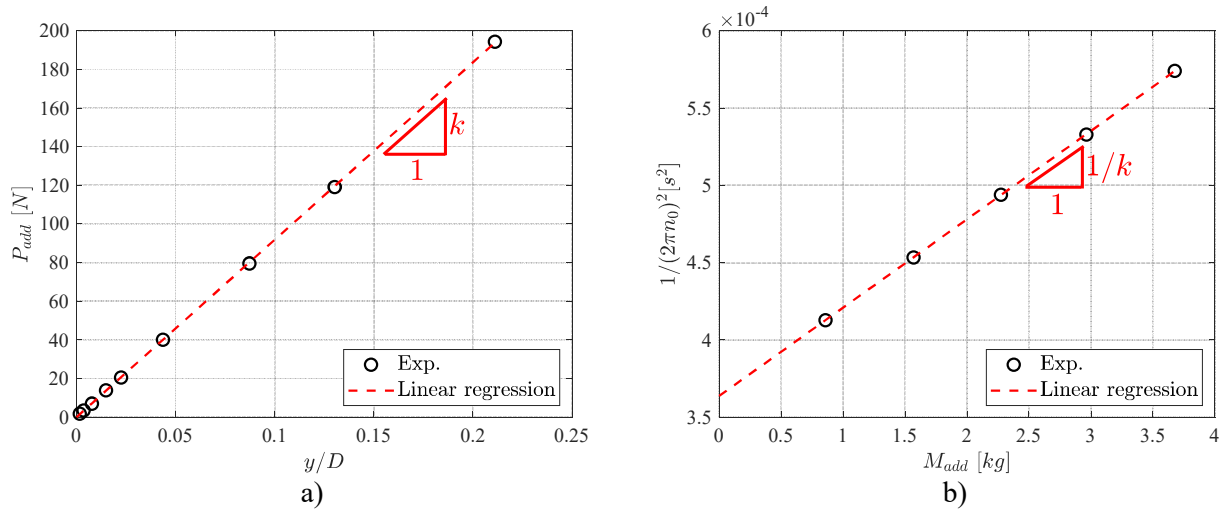 200
180
160
140
120
100
80
60
40
20
0
0
0.05
0.1
0.15
0.2
0.25
P_add [N]
y/D
k
1
Exp.
Linear regression
a)
×10^-4
6
5.5
5
4.5
4
3.5
0
0.5
1
1.5
2
2.5
3
3.5
4
1/(2πn_0)^2[s^2]
M_add [kg]
1/k
1
Exp.
Linear regression
b)